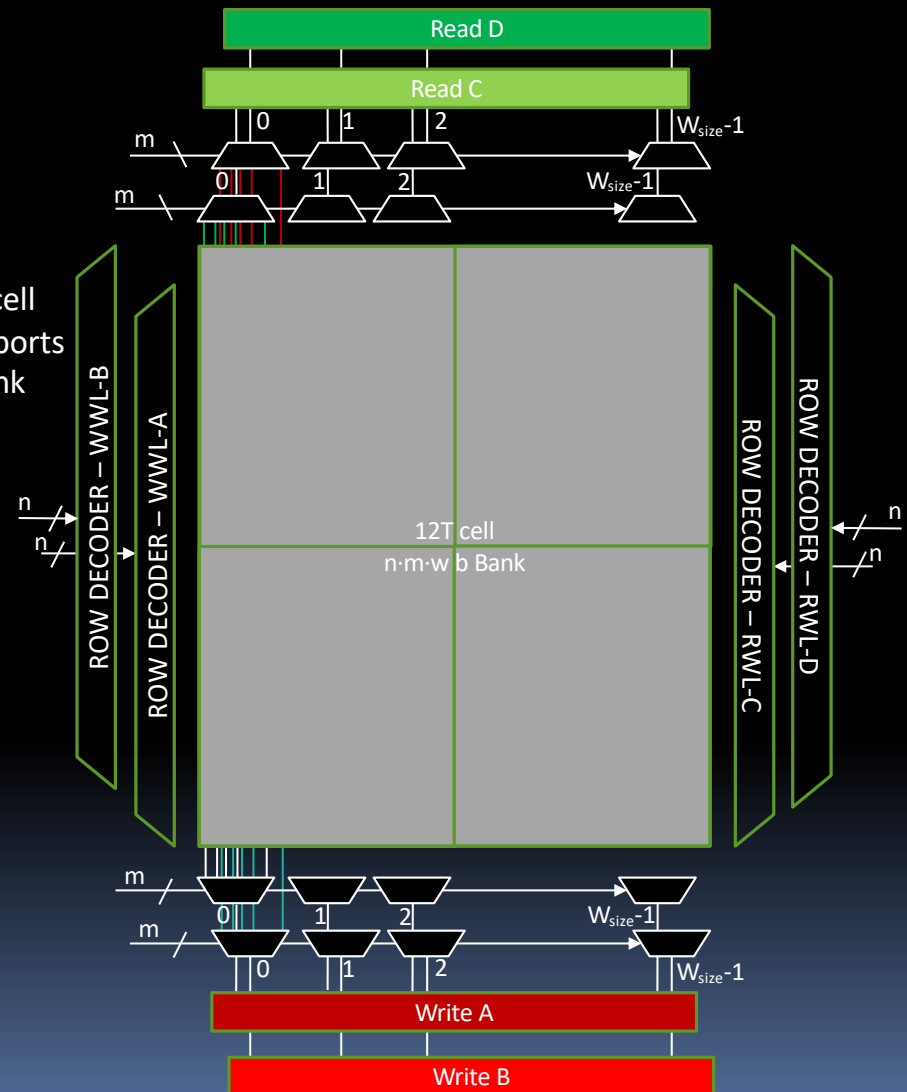 Read D
Read C
0
1
2
Wsize-1
m
0
1
2
Wsize-1
m
cell
ports
nk
ROW DECODER – WWL-B
ROW DECODER – WWL-A
ROW DECODER – RWL-C
ROW DECODER – RWL-D
n
n
n
n
12T cell
n·m·w b Bank
m
0
1
2
Wsize-1
m
0
1
2
Wsize-1
Write A
Write B